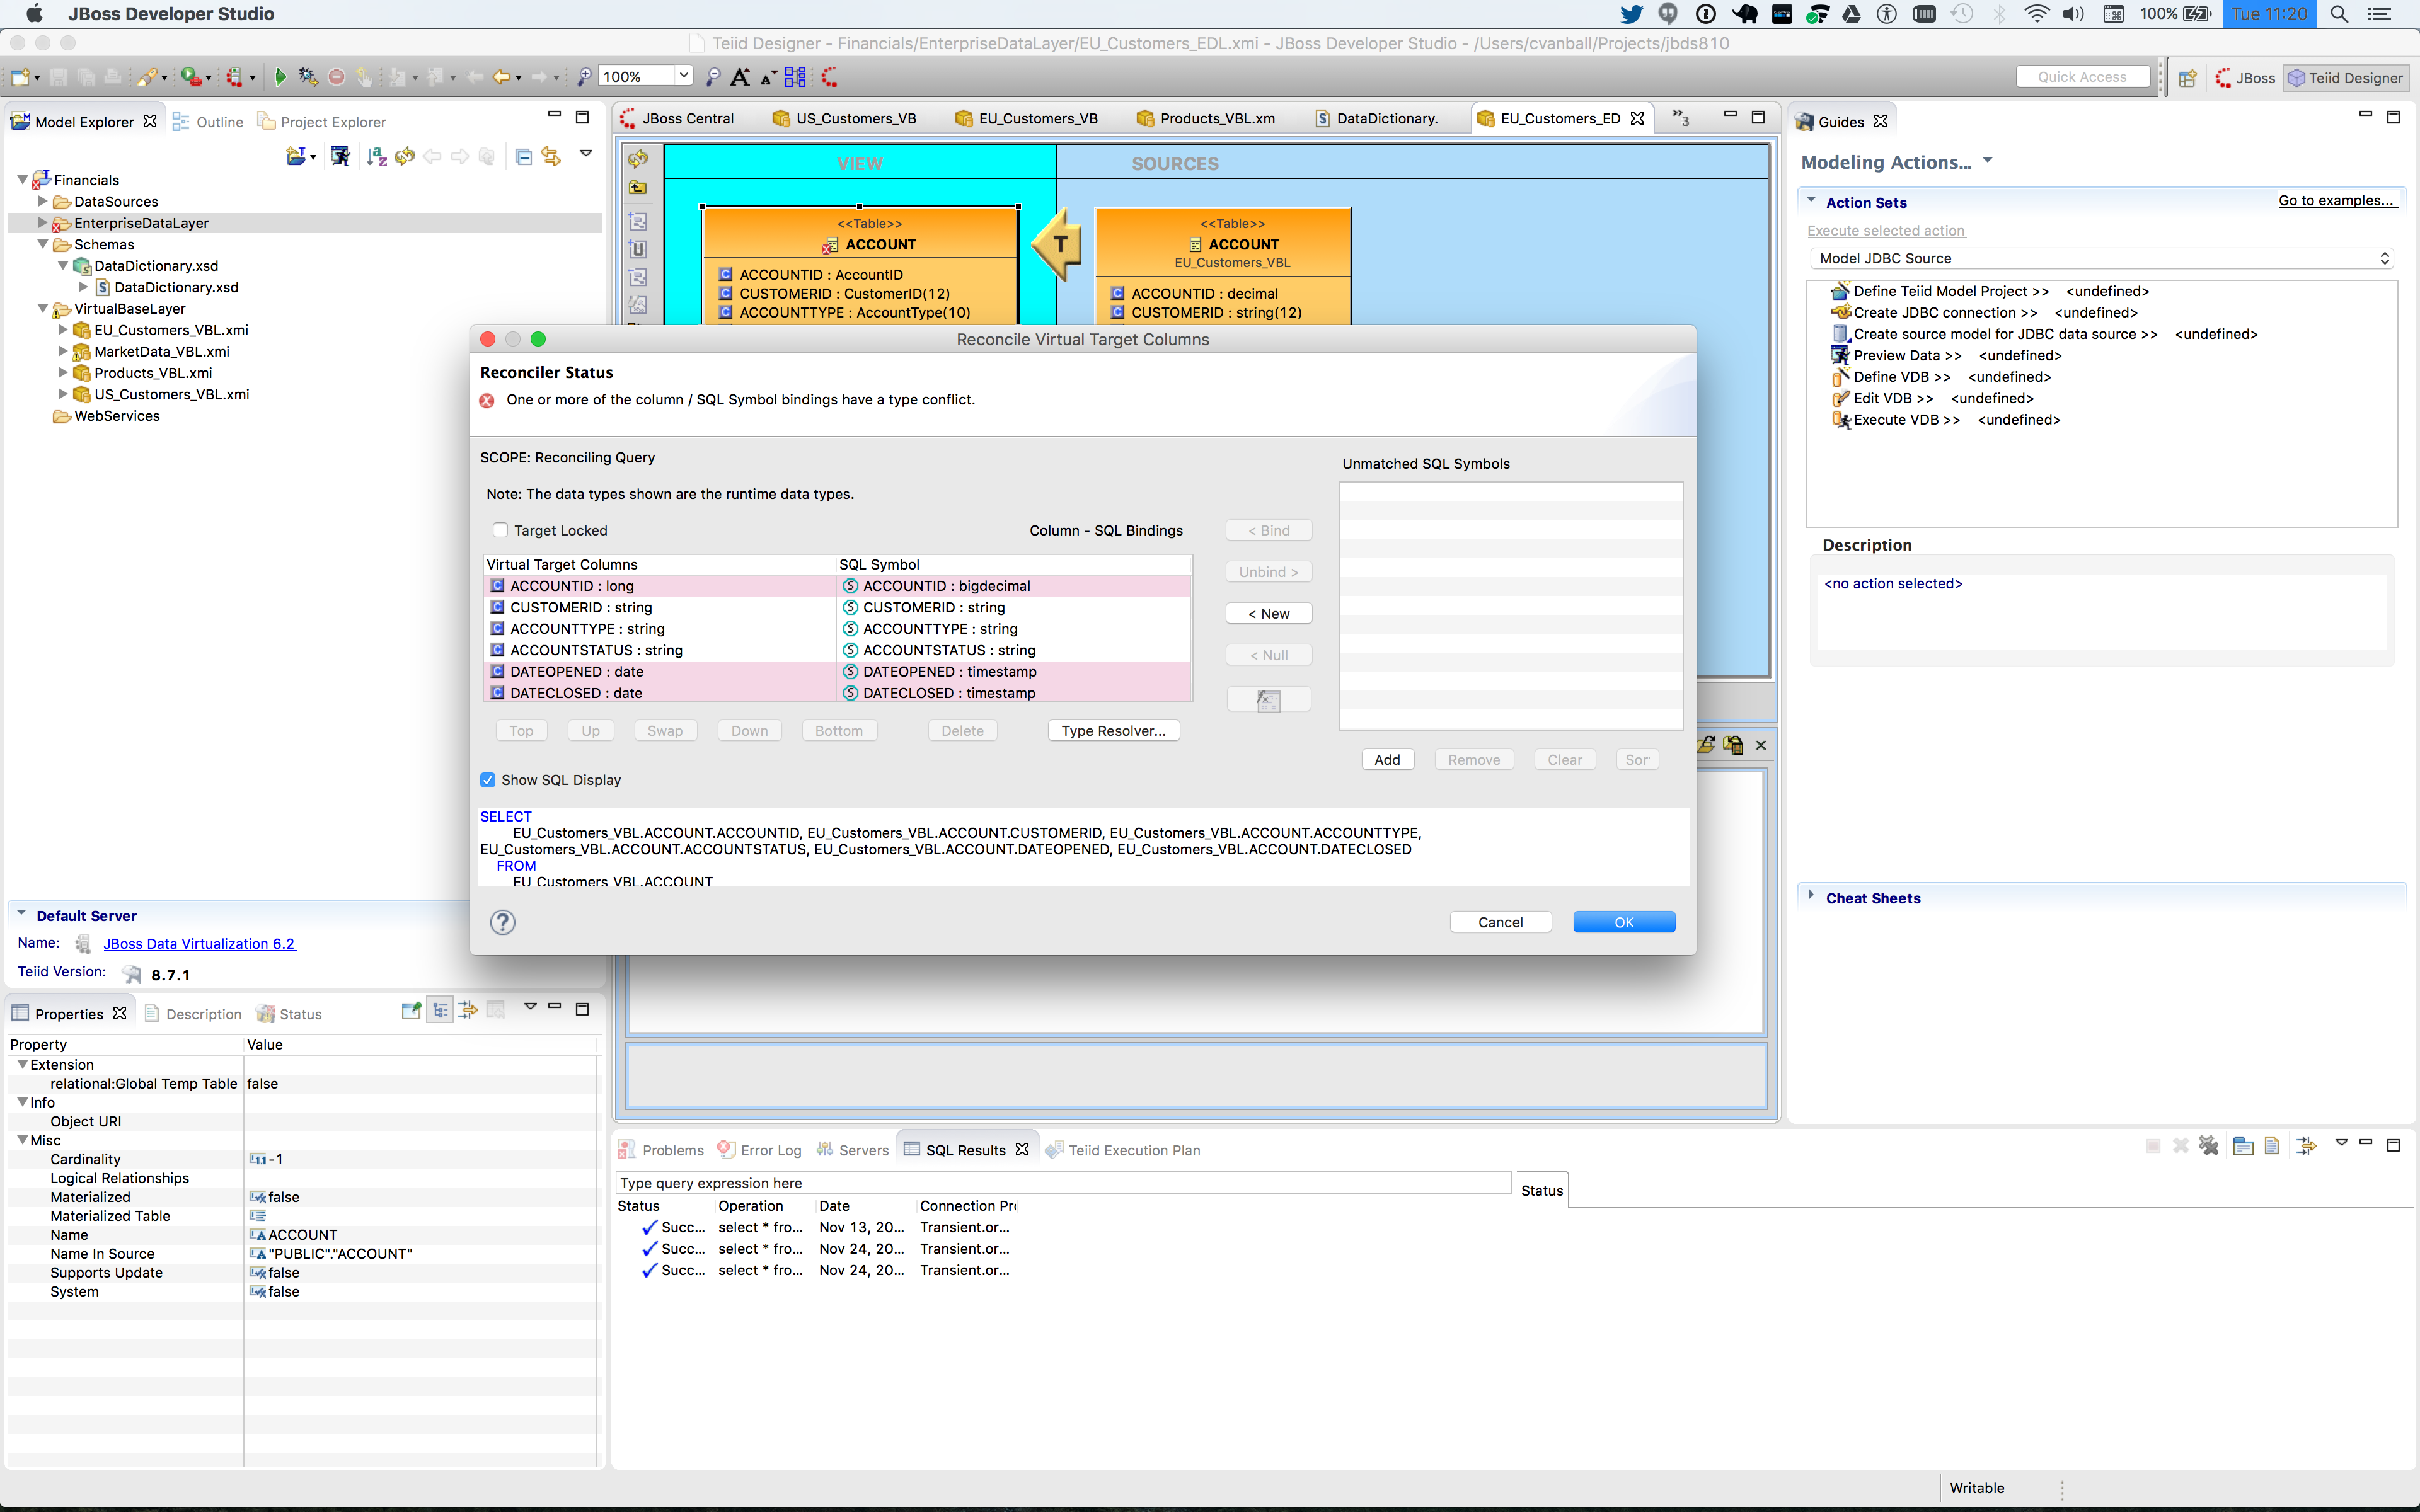 JBoss Developer Studio
100%
Tue 11:20
Teiid Designer - Financials/EnterpriseDataLayer/EU_Customers_EDL.xmi - JBoss Developer Studio - /Users/cvanball/Projects/jbds810
100%
Quick Access
JBoss
Teiid Designer
Model Explorer
Outline
Project Explorer
Financials
DataSources
EnterpriseDataLayer
Schemas
DataDictionary.xsd
DataDictionary.xsd
VirtualBaseLayer
EU_Customers_VBL.xmi
MarketData_VBL.xmi
Products_VBL.xmi
US_Customers_VBL.xmi
WebServices
Default Server
Name: JBoss Data Virtualization 6.2
Teiid Version: 8.7.1
JBoss Central
US_Customers_VB
EU_Customers_VB
Products_VBL.xm
DataDictionary.
EU_Customers_ED
»3
VIEW
SOURCES
<<Table>>
ACCOUNT
ACCOUNTID : AccountID
CUSTOMERID : CustomerID(12)
ACCOUNTTYPE : AccountType(10)
T
<<Table>>
ACCOUNT
EU_Customers_VBL
ACCOUNTID : decimal
CUSTOMERID : string(12)
Reconcile Virtual Target Columns
Reconciler Status
One or more of the column / SQL Symbol bindings have a type conflict.
SCOPE: Reconciling Query
Note: The data types shown are the runtime data types.
Target Locked
Column - SQL Bindings
Virtual Target Columns SQL Symbol
ACCOUNTID : long ACCOUNTID : bigdecimal
CUSTOMERID : string CUSTOMERID : string
ACCOUNTTYPE : string ACCOUNTTYPE : string
ACCOUNTSTATUS : string ACCOUNTSTATUS : string
DATEOPENED : date DATEOPENED : timestamp
DATECLOSED : date DATECLOSED : timestamp
Top Up Swap Down Bottom Delete Type Resolver...
< Bind
Unbind >
< New
< Null
Unmatched SQL Symbols
Add Remove Clear Sor
Show SQL Display
SELECT
EU_Customers_VBL.ACCOUNT.ACCOUNTID, EU_Customers_VBL.ACCOUNT.CUSTOMERID, EU_Customers_VBL.ACCOUNT.ACCOUNTTYPE,
EU_Customers_VBL.ACCOUNT.ACCOUNTSTATUS, EU_Customers_VBL.ACCOUNT.DATEOPENED, EU_Customers_VBL.ACCOUNT.DATECLOSED
FROM
EU_Customers_VBL.ACCOUNT
?
Cancel OK
Guides
Modeling Actions...
Action Sets
Go to examples...
Execute selected action
Model JDBC Source
Define Teiid Model Project >> <undefined>
Create JDBC connection >> <undefined>
Create source model for JDBC data source >> <undefined>
Preview Data >> <undefined>
Define VDB >> <undefined>
Edit VDB >> <undefined>
Execute VDB >> <undefined>
Description
<no action selected>
Cheat Sheets
Properties
Description
Status
Property Value
Extension
relational:Global Temp Table false
Info
Object URI
Misc
Cardinality -1
Logical Relationships
Materialized false
Materialized Table
Name ACCOUNT
Name In Source "PUBLIC"."ACCOUNT"
Supports Update false
System false
Problems
Error Log
Servers
SQL Results
Teiid Execution Plan
Type query expression here
Status Operation Date Connection Pr
Succ... select * fro... Nov 13, 20... Transient.or...
Succ... select * fro... Nov 24, 20... Transient.or...
Succ... select * fro... Nov 24, 20... Transient.or...
Status
Writable